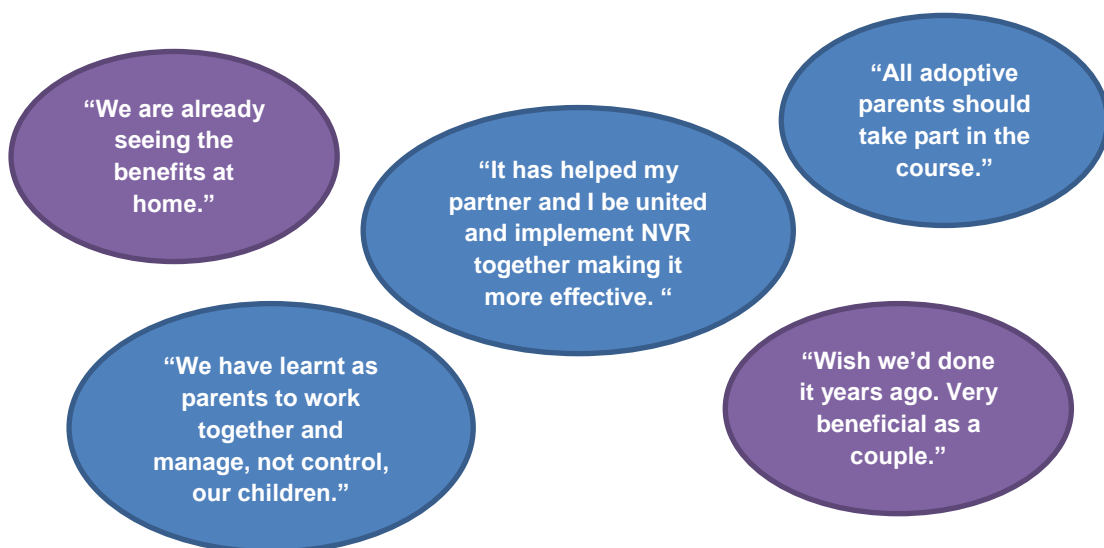 “We are already
seeing the
benefits at
home.”
“It has helped my
partner and I be united
and implement NVR
together making it
more effective. “
“All adoptive
parents should
take part in the
course.”
“We have learnt as
parents to work
together and
manage, not control,
our children.”
“Wish we’d done
it years ago. Very
beneficial as a
couple.”